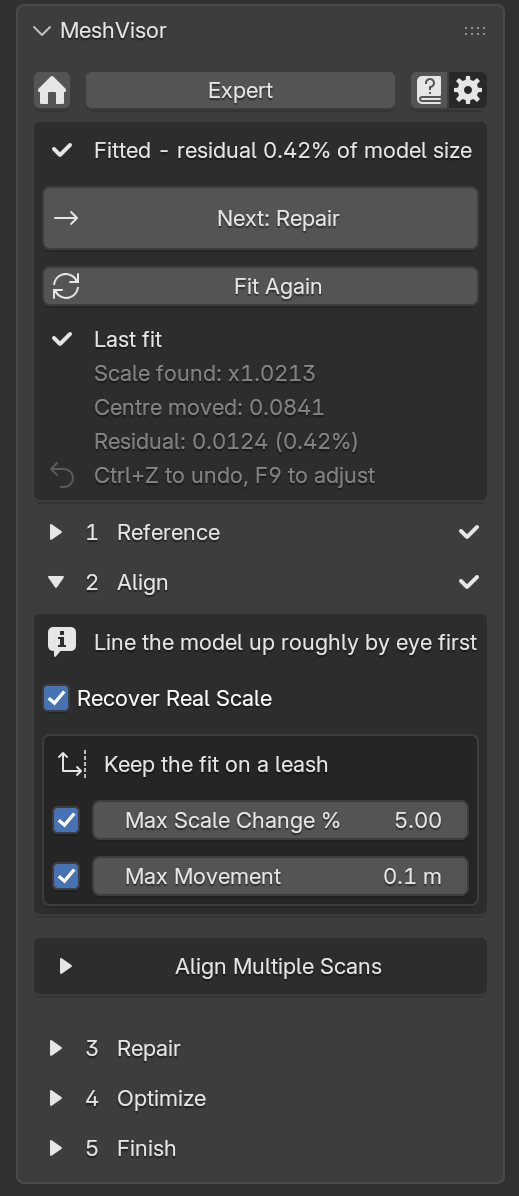 MeshVisor
Expert
Fitted - residual 0.42% of model size
Next: Repair
Fit Again
Last fit
Scale found: x1.0213
Centre moved: 0.0841
Residual: 0.0124 (0.42%)
Ctrl+Z to undo, F9 to adjust
1 Reference
2 Align
Line the model up roughly by eye first
Recover Real Scale
Keep the fit on a leash
Max Scale Change % 5.00
Max Movement 0.1 m
Align Multiple Scans
3 Repair
4 Optimize
5 Finish